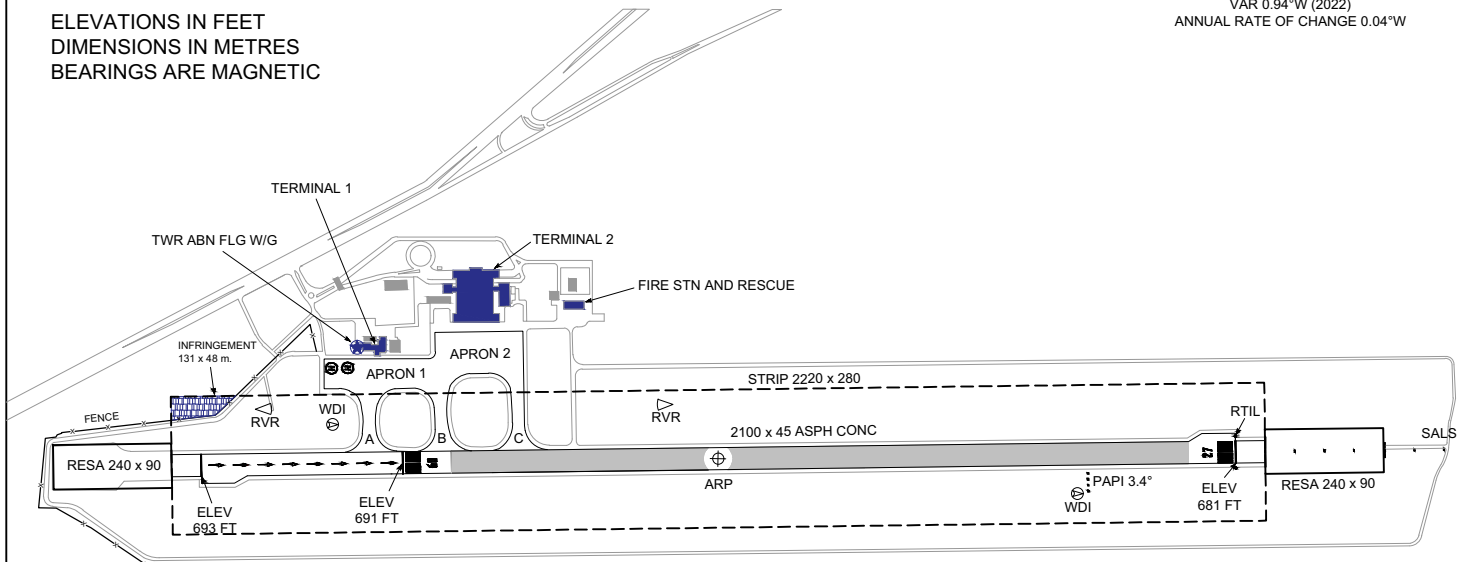 VAR 0.94°W (2022)
ANNUAL RATE OF CHANGE 0.04°W
ELEVATIONS IN FEET
DIMENSIONS IN METRES
BEARINGS ARE MAGNETIC
TERMINAL 1
TWR ABN FLG W/G
TERMINAL 2
FIRE STN AND RESCUE
INFRINGEMENT
131 x 48 m.
APRON 2
APRON 1
STRIP 2220 x 280
FENCE
RVR
WDI
RVR
RTIL
A
B
C
2100 x 45 ASPH CONC
SALS
RESA 240 x 90
27
ARP
PAPI 3.4°
RESA 240 x 90
WDI
ELEV
693 FT
ELEV
691 FT
ELEV
681 FT